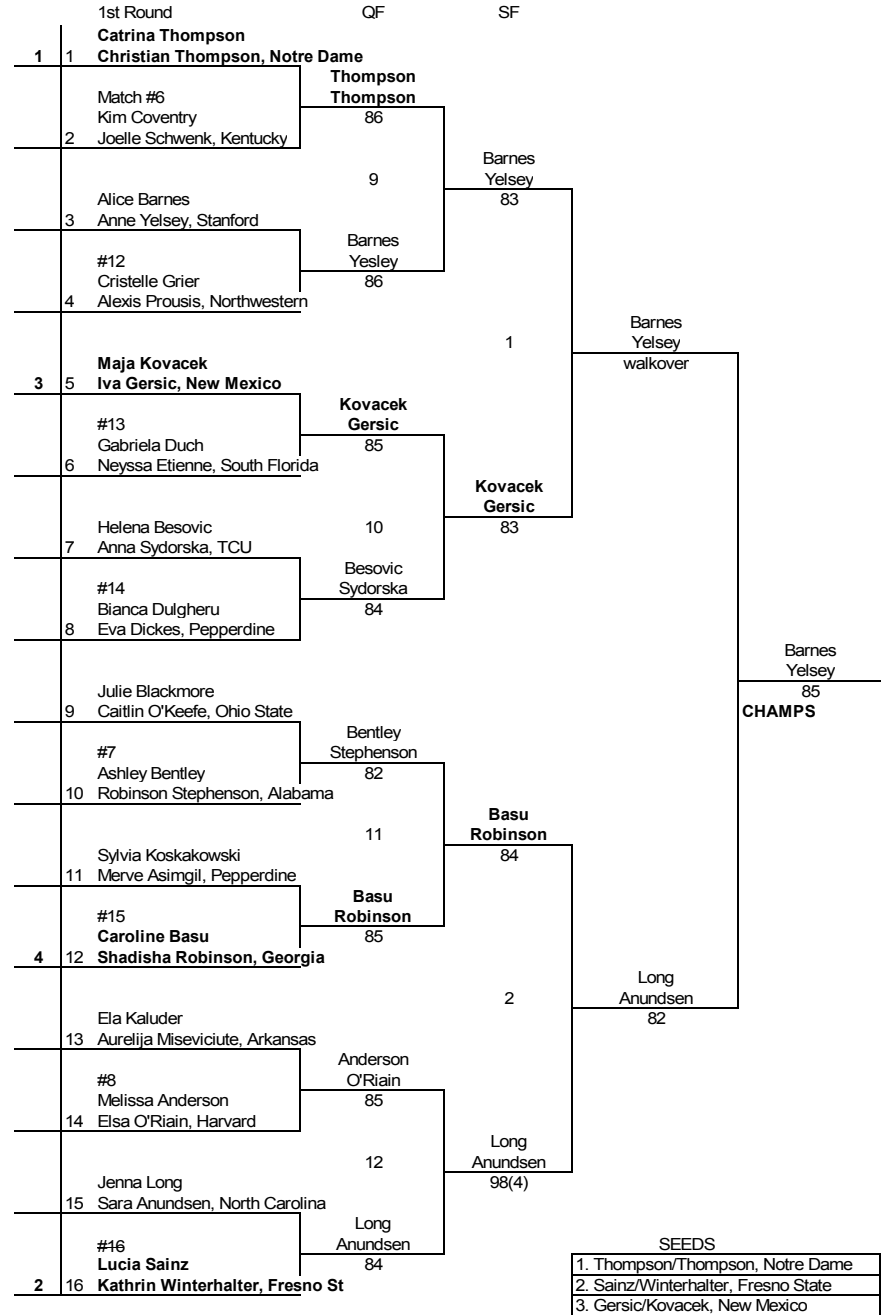 1st Round QF SF
Catrina Thompson
1 1 Christian Thompson, Notre Dame
Thompson
Match #6 Thompson
Kim Coventry 86
2 Joelle Schwenk, Kentucky
Barnes
9 Yelsey
Alice Barnes 83
3 Anne Yelsey, Stanford
Barnes
#12 Yesley
Cristelle Grier 86
4 Alexis Prousis, Northwestern
Barnes
1 Yelsey
Maja Kovacek walkover
3 5 Iva Gersic, New Mexico
Kovacek
#13 Gersic
Gabriela Duch 85
6 Neyssa Etienne, South Florida
Kovacek
Gersic
Helena Besovic 10 83
7 Anna Sydorska, TCU
Besovic
#14 Sydorska
Bianca Dulgheru 84
8 Eva Dickes, Pepperdine
Barnes
Yelsey
Julie Blackmore 85
9 Caitlin O'Keefe, Ohio State CHAMPS
Bentley
#7 Stephenson
Ashley Bentley 82
10 Robinson Stephenson, Alabama
Basu
11 Robinson
Sylvia Koskakowski 84
11 Merve Asimgil, Pepperdine
Basu
#15 Robinson
Caroline Basu 85
4 12 Shadisha Robinson, Georgia
Long
2 Anundsen
Ela Kaluder 82
13 Aurelija Miseviciute, Arkansas
Anderson
#8 O'Riain
Melissa Anderson 85
14 Elsa O'Riain, Harvard
Long
12 Anundsen
Jenna Long 98(4)
15 Sara Anundsen, North Carolina
Long
#16 Anundsen
Lucia Sainz 84
2 16 Kathrin Winterhalter, Fresno St
SEEDS
1. Thompson/Thompson, Notre Dame
2. Sainz/Winterhalter, Fresno State
3. Gersic/Kovacek, New Mexico